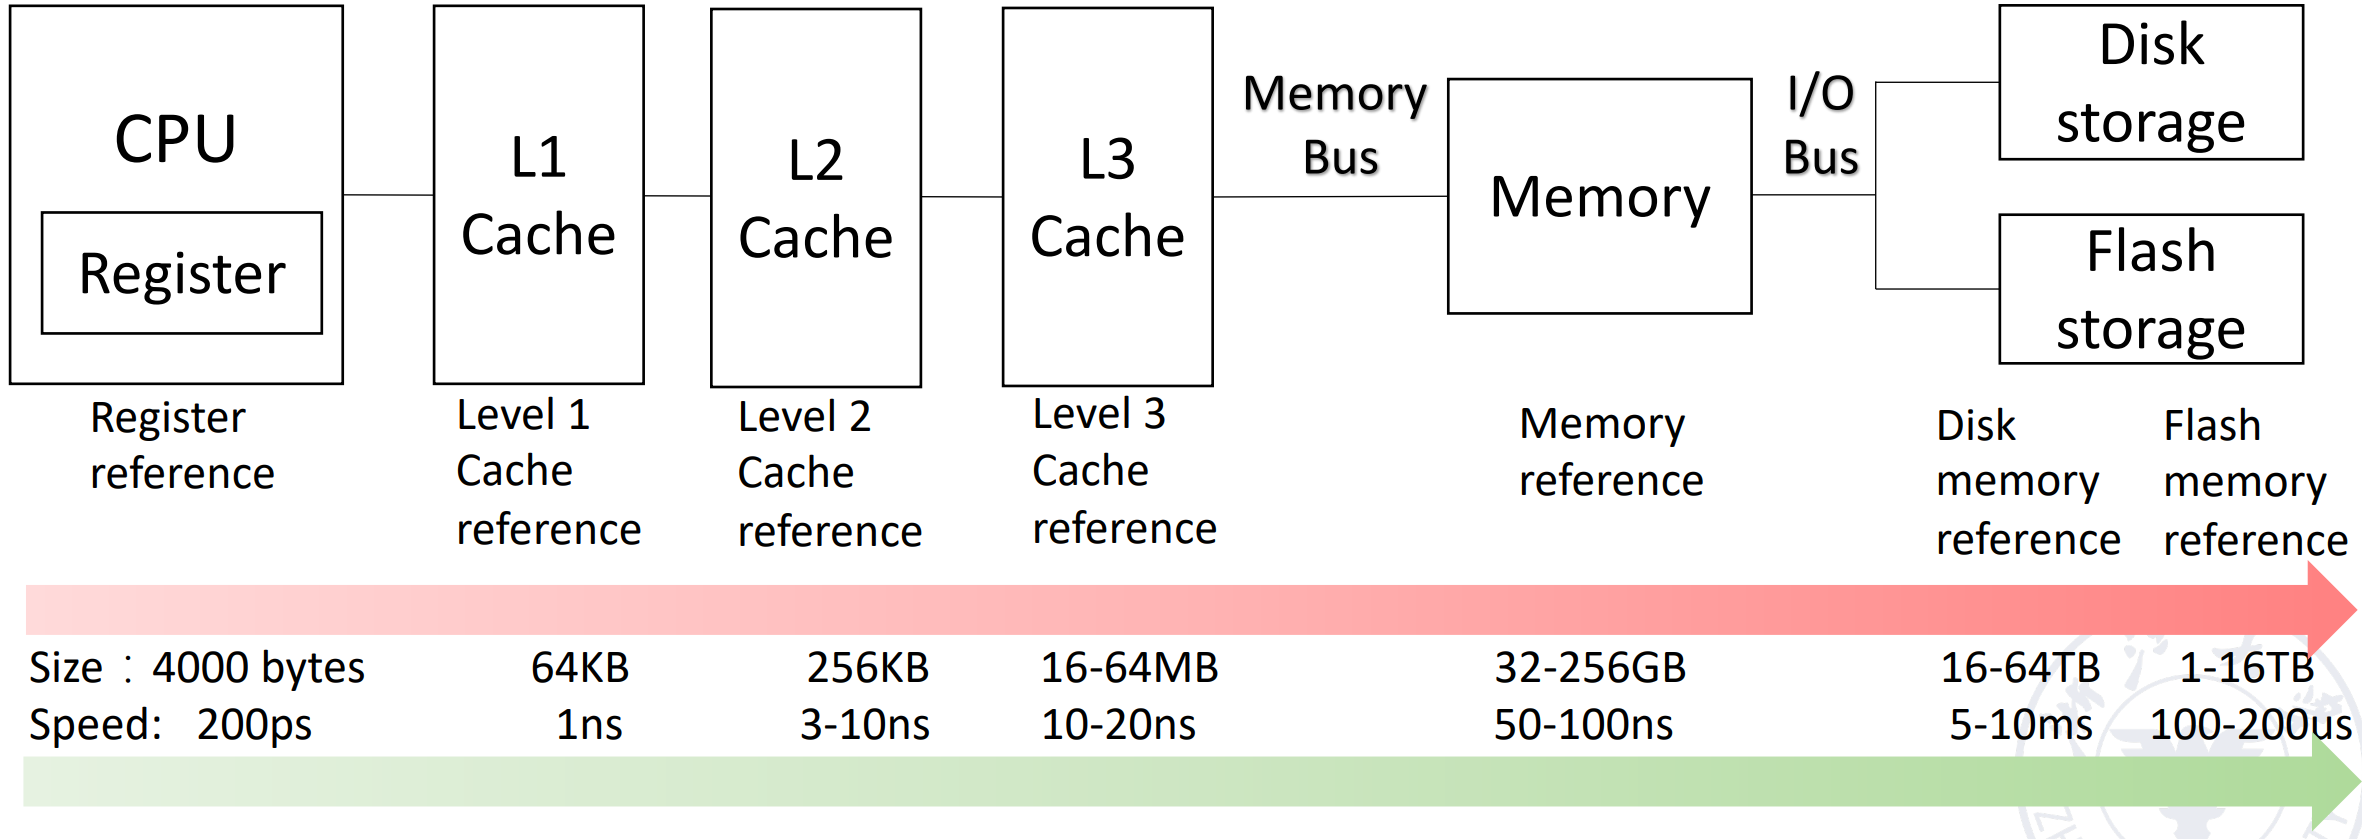 CPU
Register
L1
Cache
L2
Cache
L3
Cache
Memory
Bus
Memory
I/O
Bus
Disk
storage
Flash
storage
Register
reference
Level 1
Cache
reference
Level 2
Cache
reference
Level 3
Cache
reference
Memory
reference
Disk
memory
reference
Flash
memory
reference
Size : 4000 bytes 64KB 256KB 16-64MB 32-256GB 16-64TB 1-16TB
Speed: 200ps 1ns 3-10ns 10-20ns 50-100ns 5-10ms 100-200us